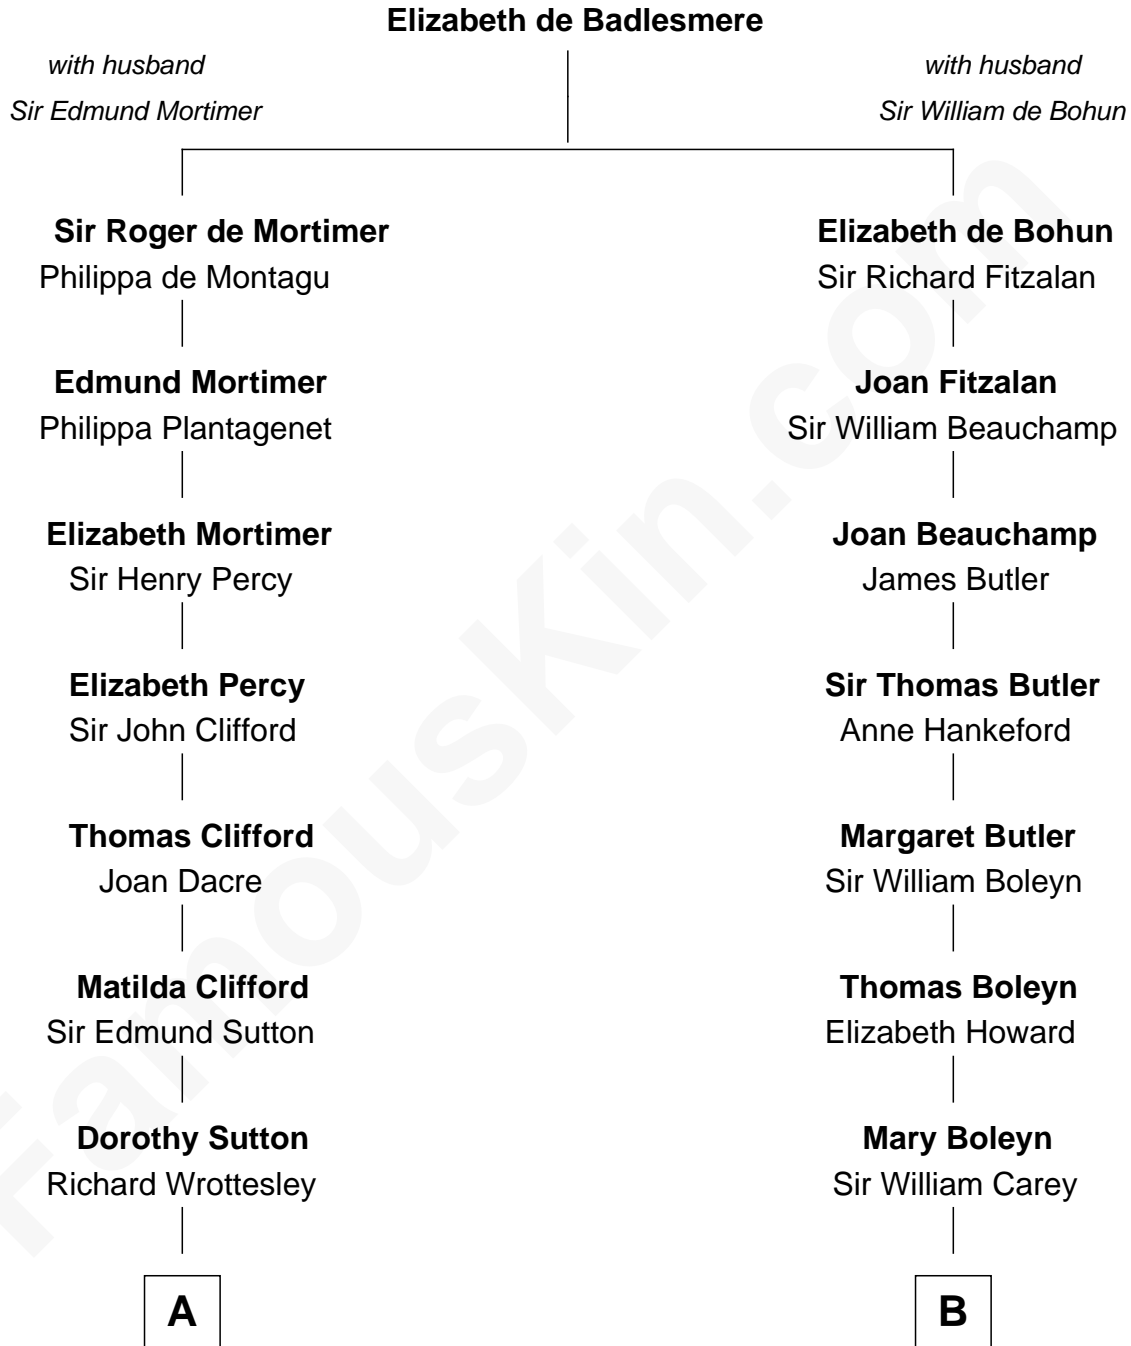 Elizabeth de Badlesmere
with husband
Sir Edmund Mortimer
with husband
Sir William de Bohun
Sir Roger de Mortimer
Philippa de Montagu
Elizabeth de Bohun
Sir Richard Fitzalan
Edmund Mortimer
Philippa Plantagenet
Joan Fitzalan
Sir William Beauchamp
Elizabeth Mortimer
Sir Henry Percy
Joan Beauchamp
James Butler
Elizabeth Percy
Sir John Clifford
Sir Thomas Butler
Anne Hankeford
Thomas Clifford
Joan Dacre
Margaret Butler
Sir William Boleyn
Matilda Clifford
Sir Edmund Sutton
Thomas Boleyn
Elizabeth Howard
Dorothy Sutton
Richard Wrottesley
Mary Boleyn
Sir William Carey
A
B
FamousKin.com